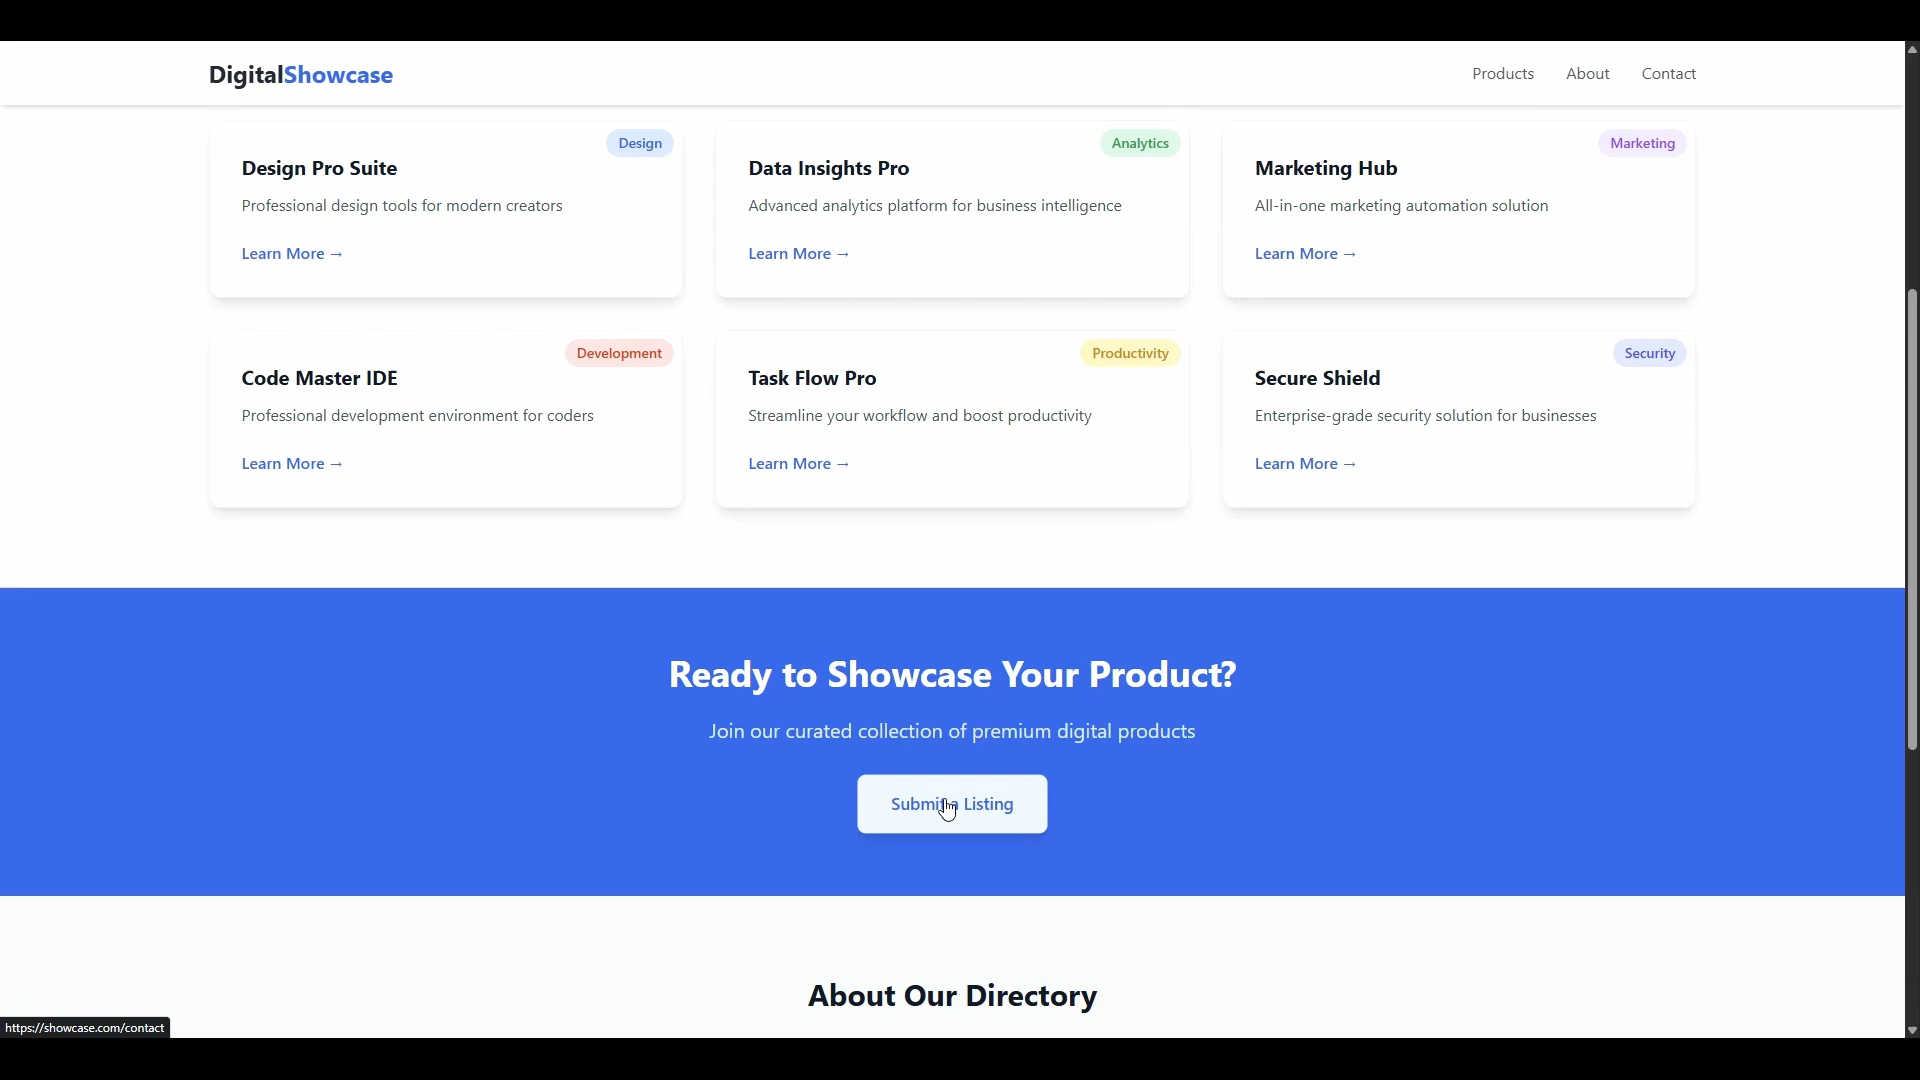 DigitalShowcase
Products
About
Contact
Design
Design Pro Suite
Professional design tools for modern creators
Learn More →
Analytics
Data Insights Pro
Advanced analytics platform for business intelligence
Learn More →
Marketing
Marketing Hub
All-in-one marketing automation solution
Learn More →
Development
Code Master IDE
Professional development environment for coders
Learn More →
Productivity
Task Flow Pro
Streamline your workflow and boost productivity
Learn More →
Security
Secure Shield
Enterprise-grade security solution for businesses
Learn More →
Ready to Showcase Your Product?
Join our curated collection of premium digital products
Submit a Listing
About Our Directory
https://showcase.com/contact